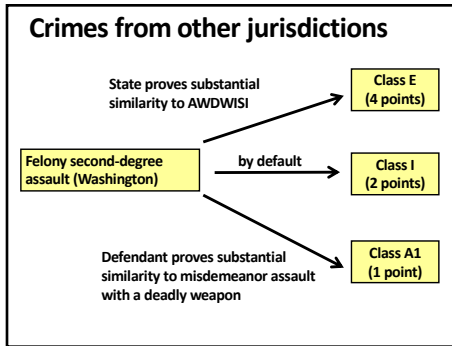 Crimes from other jurisdictions
State proves substantial
similarity to AWDWISI
Class E
(4 points)
Felony second-degree
assault (Washington)
by default
Class I
(2 points)
Defendant proves substantial
similarity to misdemeanor assault
with a deadly weapon
Class A1
(1 point)